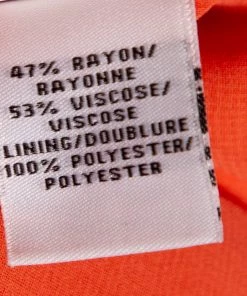 47% RAYON/
RAYONNE
53% VISCOSE/
VISCOSE
LINING/DOUBLURE
100% POLYESTER/
POLYESTER